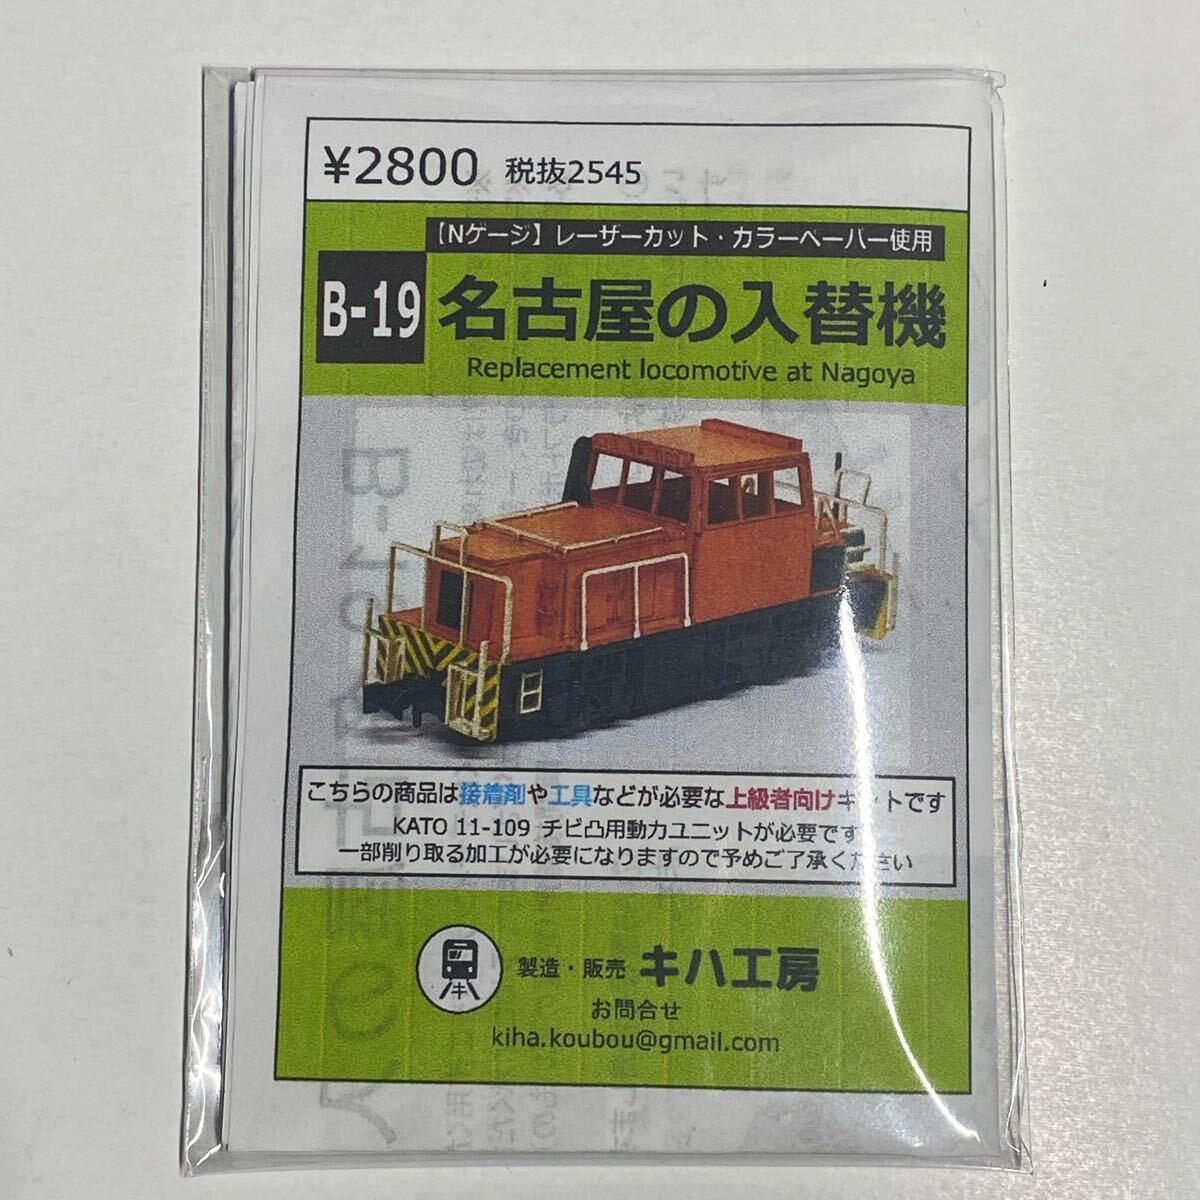 ¥2800 税抜2545
【Nゲージ】レーザーカット・カラーペーパー使用
B-19 名古屋の入替機
Replacement locomotive at Nagoya
こちらの商品は接着剤や工具などが必要な上級者向けキットです
KATO 11-109 チビ凸用動力ユニットが必要です
一部削り取る加工が必要になりますので予めご了承ください
キ
製造・販売 キハ工房
お問合せ
kiha.koubou@gmail.com